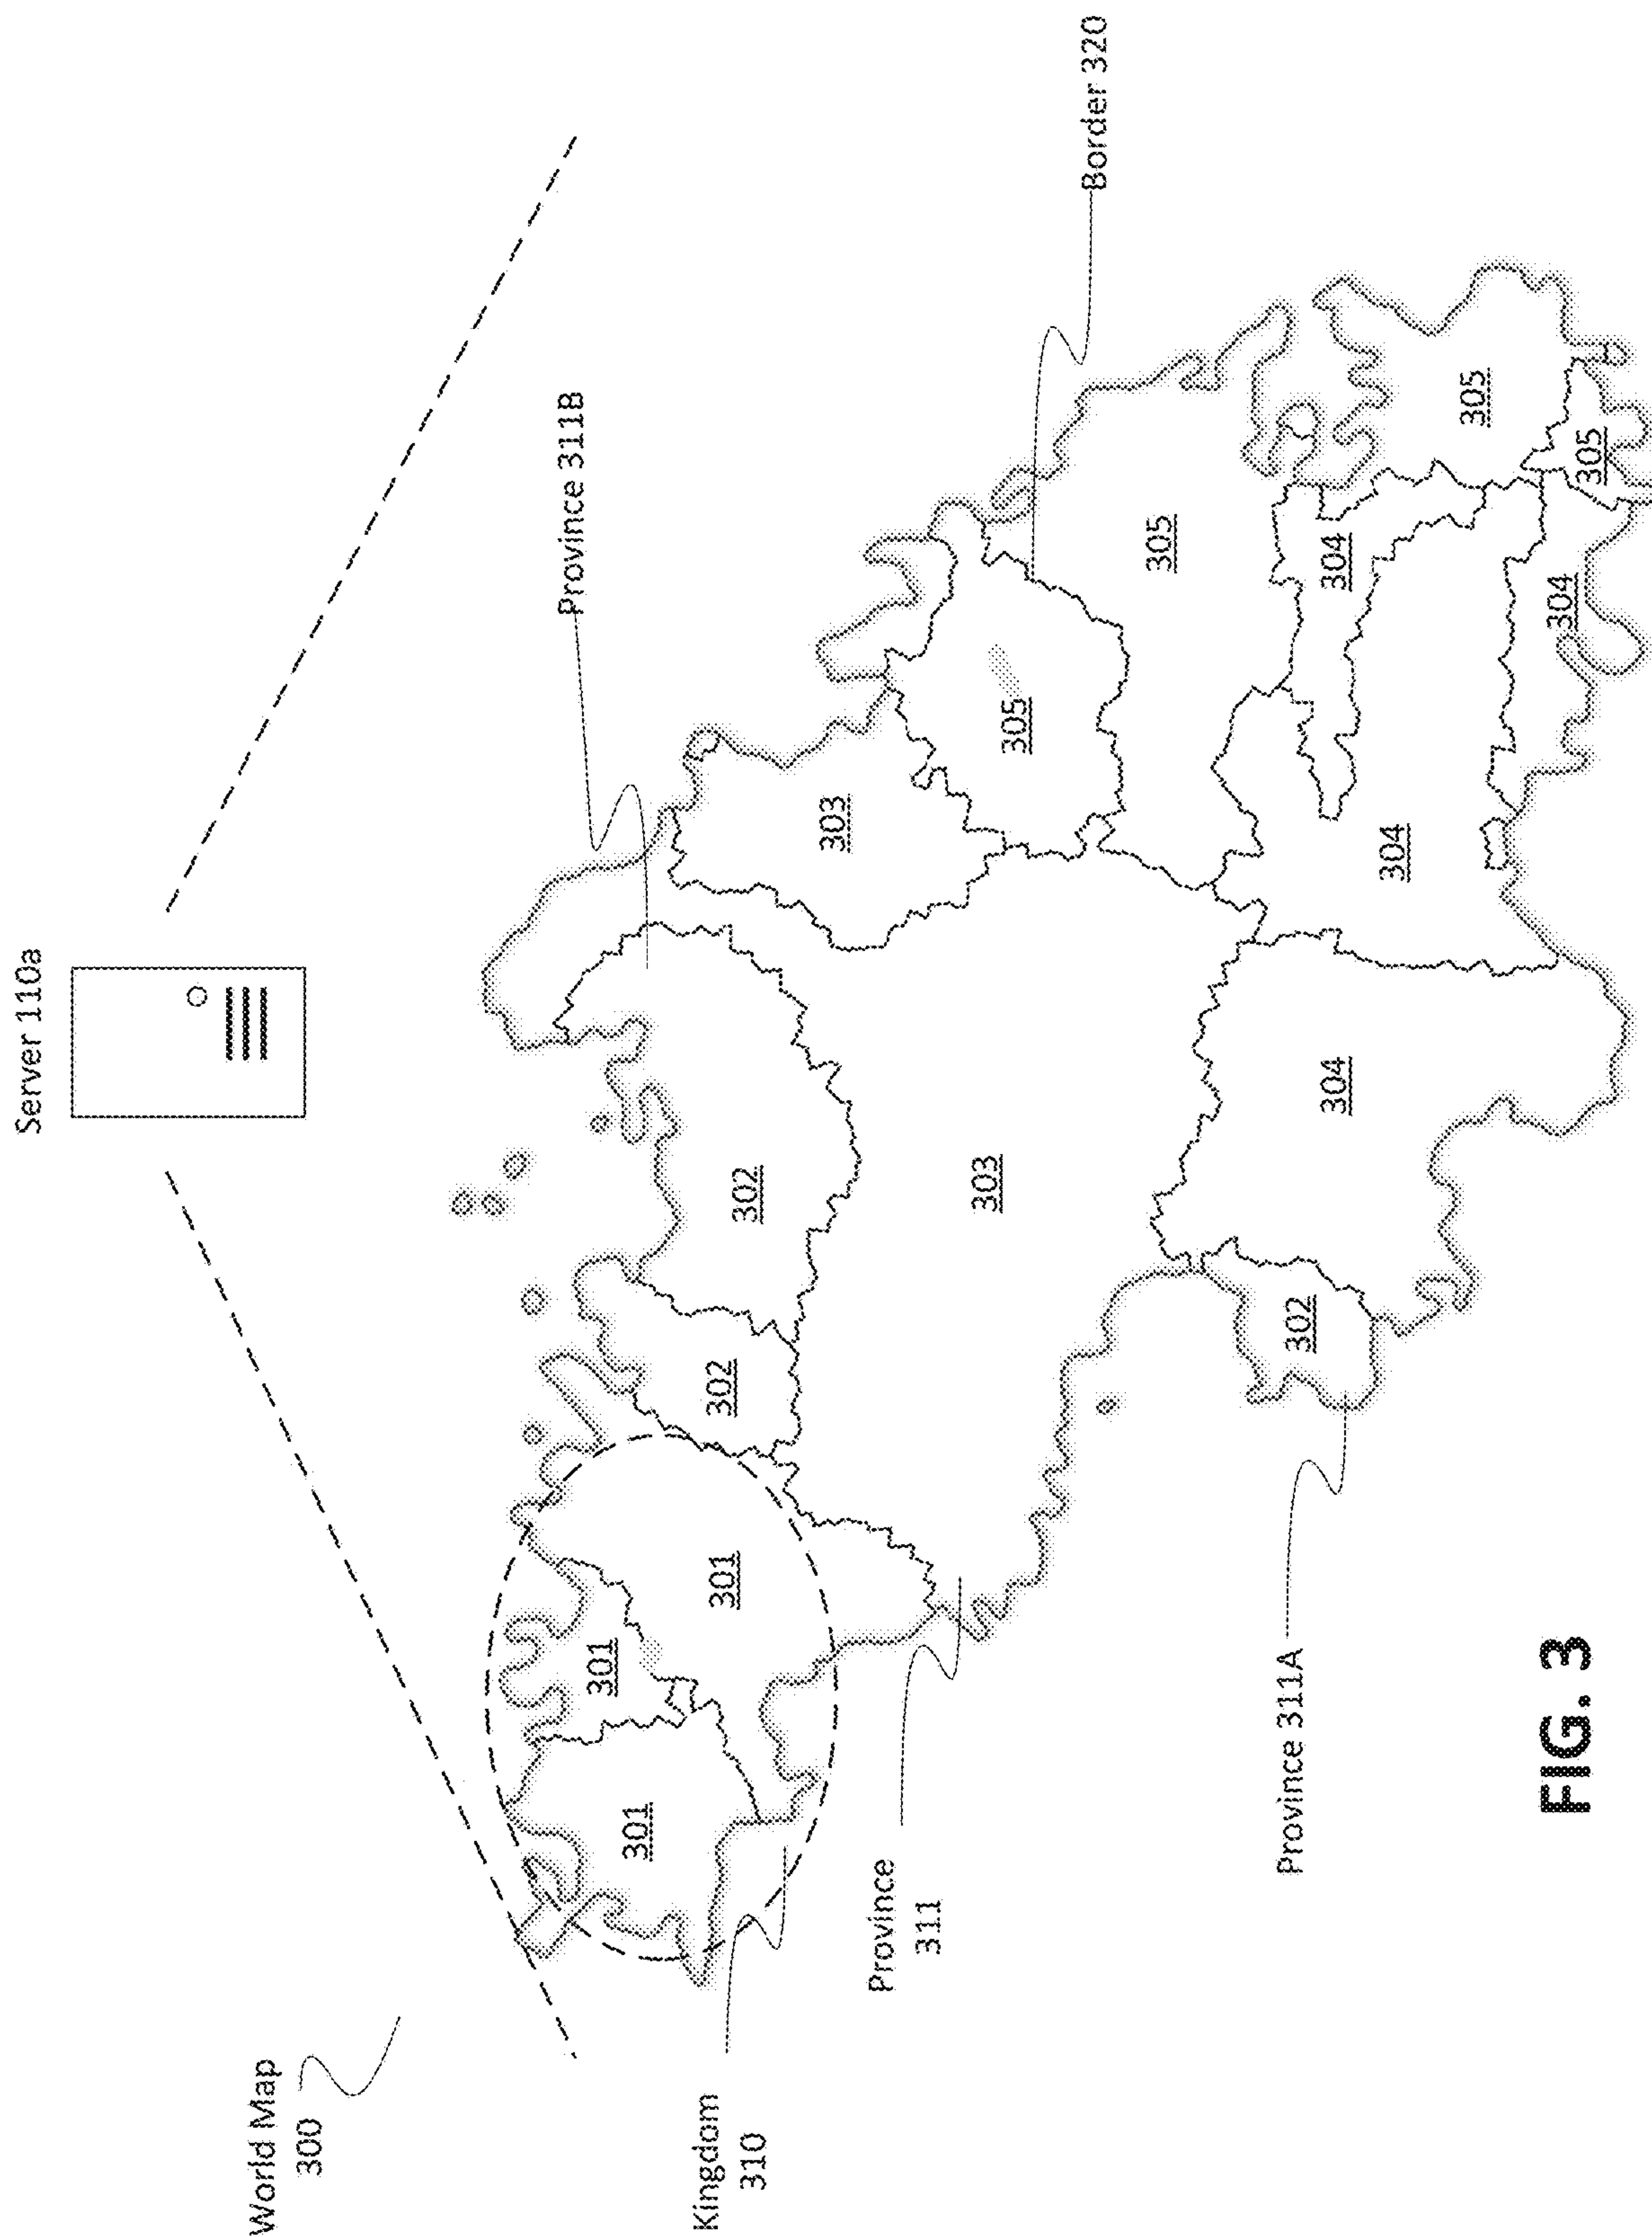 Server 110a
World Map
300
Province 311B
301
301
301
302
302
Kingdom
310
303
Province
311
303
305
Border 320
305
Province 311A
302
304
304
304
305
304
305
FIG. 3